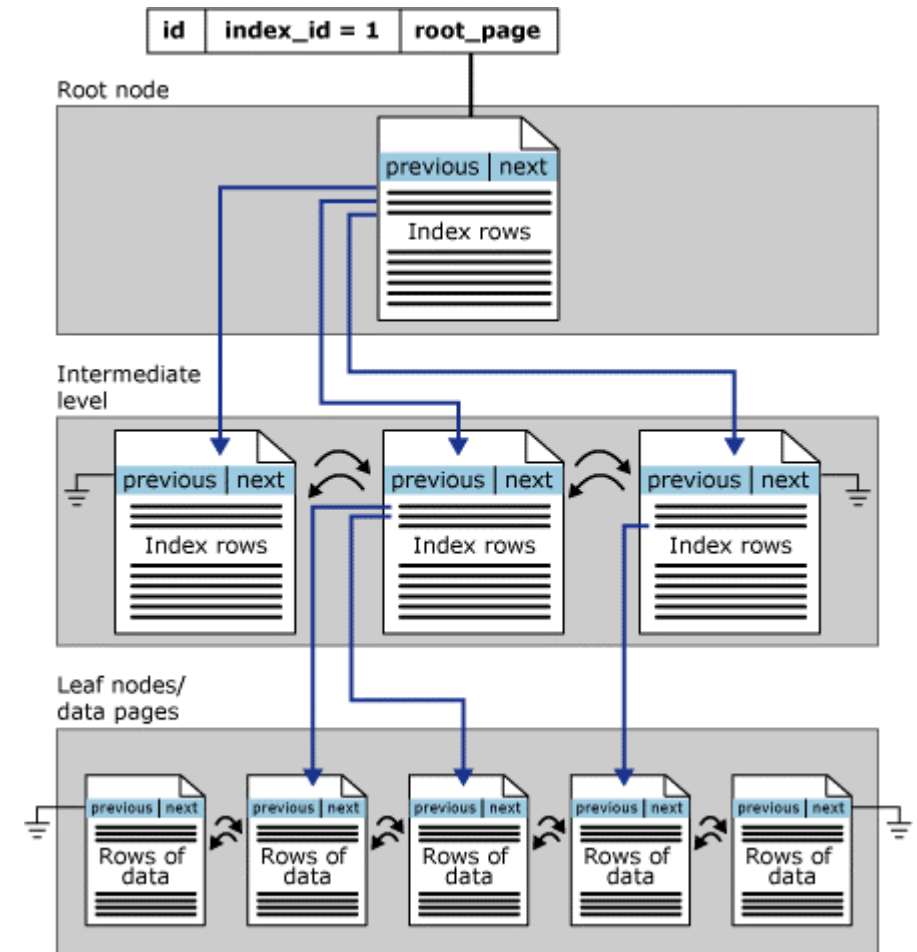 id index_id = 1 root_page
Root node
previous next
Index rows
Intermediate
level
previous next previous next previous next
Index rows Index rows Index rows
Leaf nodes/
data pages
previous next previous next previous next previous next previous next
Rows of Rows of Rows of Rows of Rows of
data data data data data